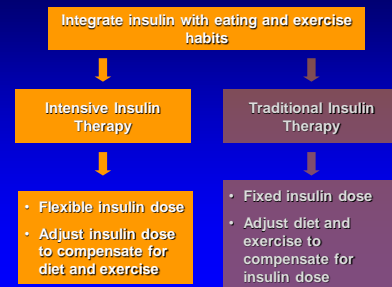 Integrate insulin with eating and exercise
habits
Intensive Insulin
Therapy
Traditional Insulin
Therapy
• Flexible insulin dose
• Adjust insulin dose
to compensate for
diet and exercise
• Fixed insulin dose
• Adjust diet and
exercise to
compensate for
insulin dose